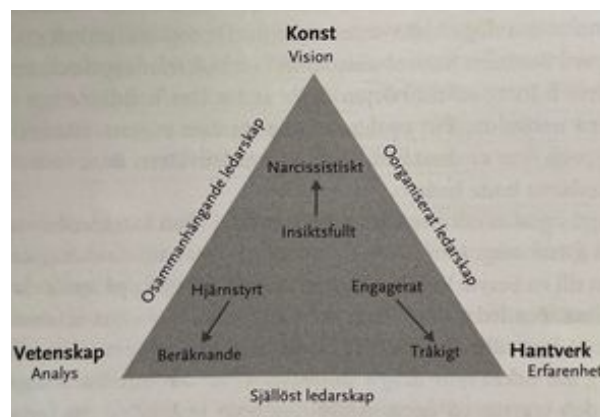 Konst
Vision
Osammanhängande ledarskap
Oorganiserat ledarskap
Narcissistiskt
Insiktsfullt
Hjärnstyrt
Engagerat
Vetenskap
Analys
Beräknande
Tråkigt
Hantverk
Erfarenhet
Själlöst ledarskap